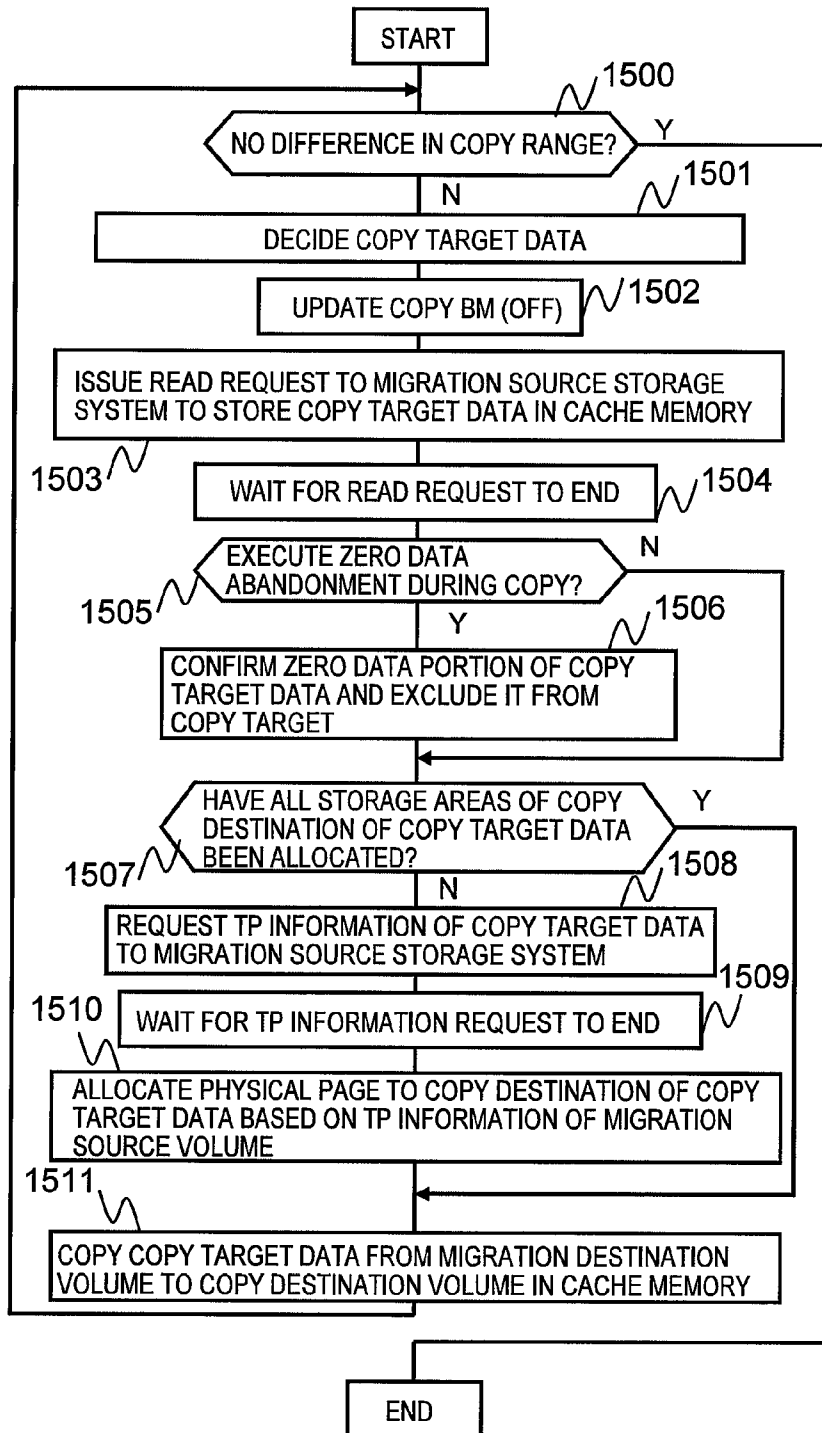 START
1500
NO DIFFERENCE IN COPY RANGE?
Y
N
1501
DECIDE COPY TARGET DATA
1502
UPDATE COPY BM (OFF)
ISSUE READ REQUEST TO MIGRATION SOURCE STORAGE
SYSTEM TO STORE COPY TARGET DATA IN CACHE MEMORY
1503
1504
WAIT FOR READ REQUEST TO END
EXECUTE ZERO DATA
ABANDONMENT DURING COPY?
N
1505
Y
1506
CONFIRM ZERO DATA PORTION OF COPY
TARGET DATA AND EXCLUDE IT FROM
COPY TARGET
HAVE ALL STORAGE AREAS OF COPY
DESTINATION OF COPY TARGET DATA
BEEN ALLOCATED?
Y
1507
N
1508
REQUEST TP INFORMATION OF COPY TARGET DATA
TO MIGRATION SOURCE STORAGE SYSTEM
1509
WAIT FOR TP INFORMATION REQUEST TO END
1510
ALLOCATE PHYSICAL PAGE TO COPY DESTINATION OF COPY
TARGET DATA BASED ON TP INFORMATION OF MIGRATION
SOURCE VOLUME
1511
COPY COPY TARGET DATA FROM MIGRATION DESTINATION
VOLUME TO COPY DESTINATION VOLUME IN CACHE MEMORY
END